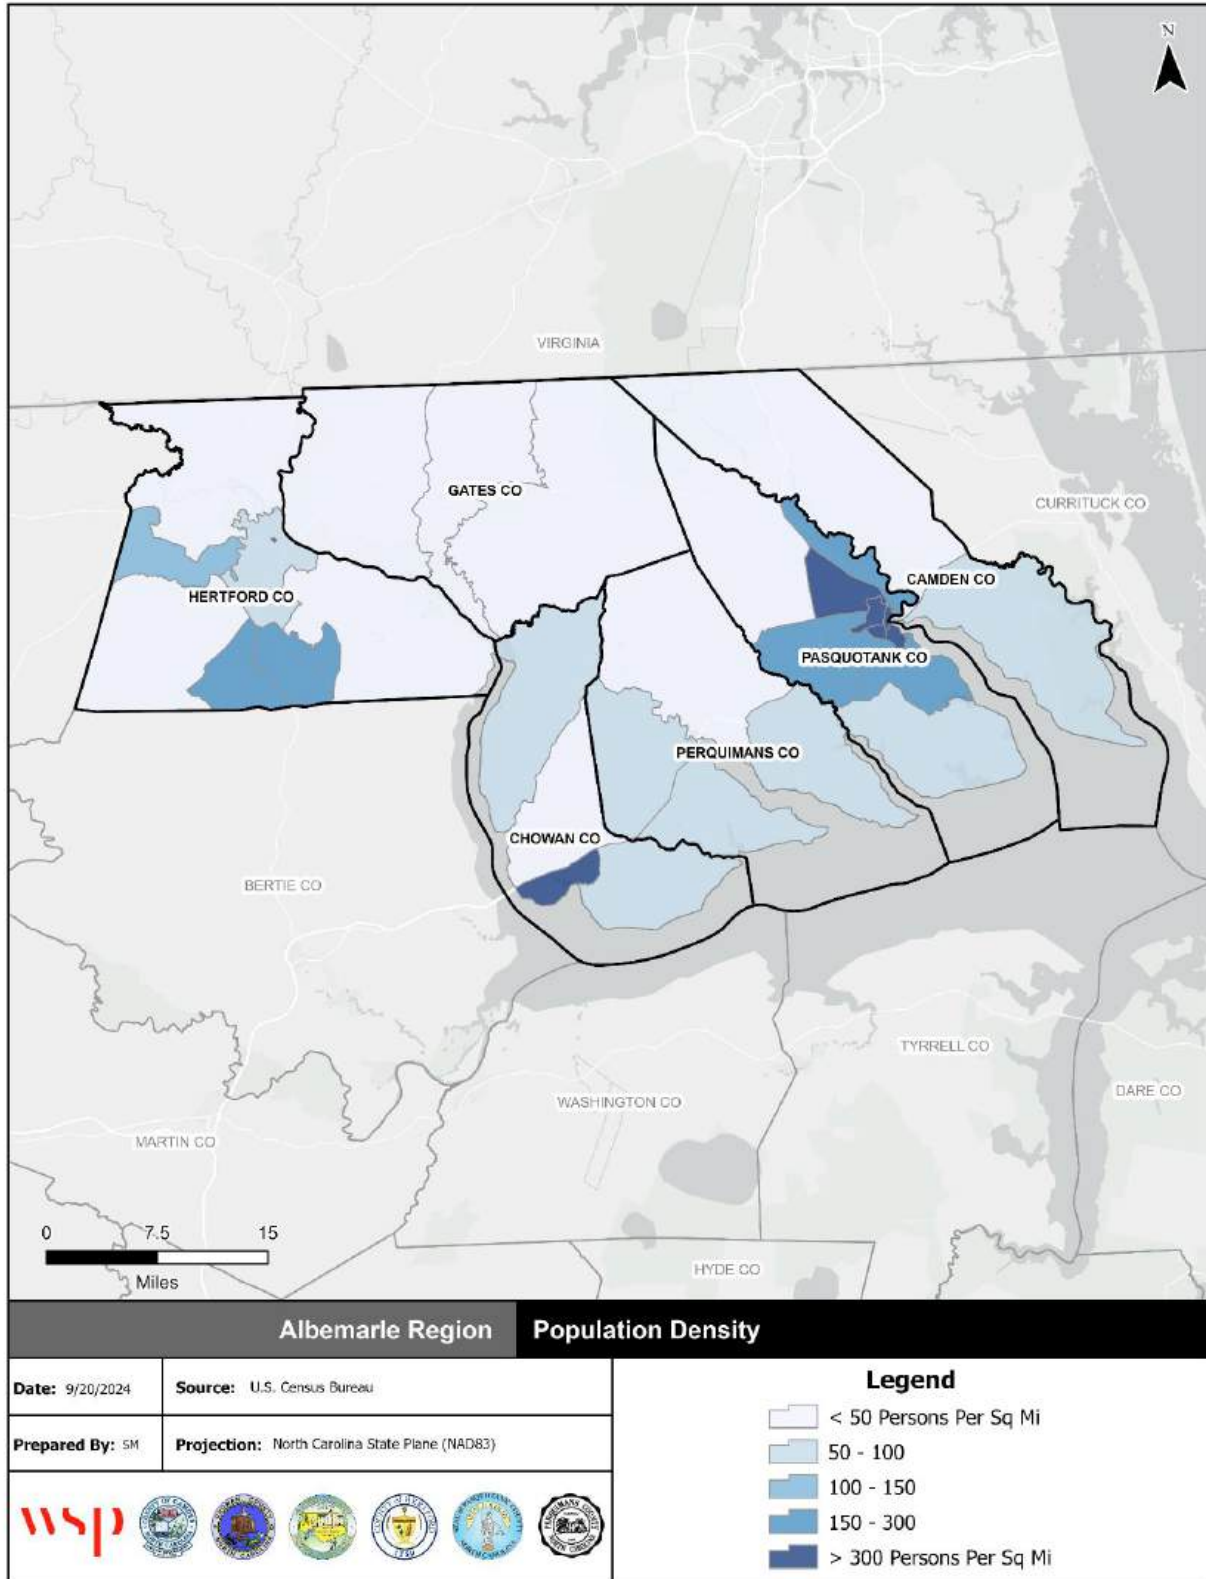 N
VIRGINIA
GATES CO
CURRITUCK CO
CAMDEN CO
HERTFORD CO
PASQUOTANK CO
PERQUIMANS CO
CHOWAN CO
BERTIE CO
TYRRELL CO
DARE CO
WASHINGTON CO
MARTIN CO
HYDE CO
0 7.5 15
Miles
Albemarle Region Population Density
Date: 9/20/2024 Source: U.S. Census Bureau
Prepared By: SM Projection: North Carolina State Plane (NAD83)
Legend
< 50 Persons Per Sq Mi
50 - 100
100 - 150
150 - 300
> 300 Persons Per Sq Mi
wsp